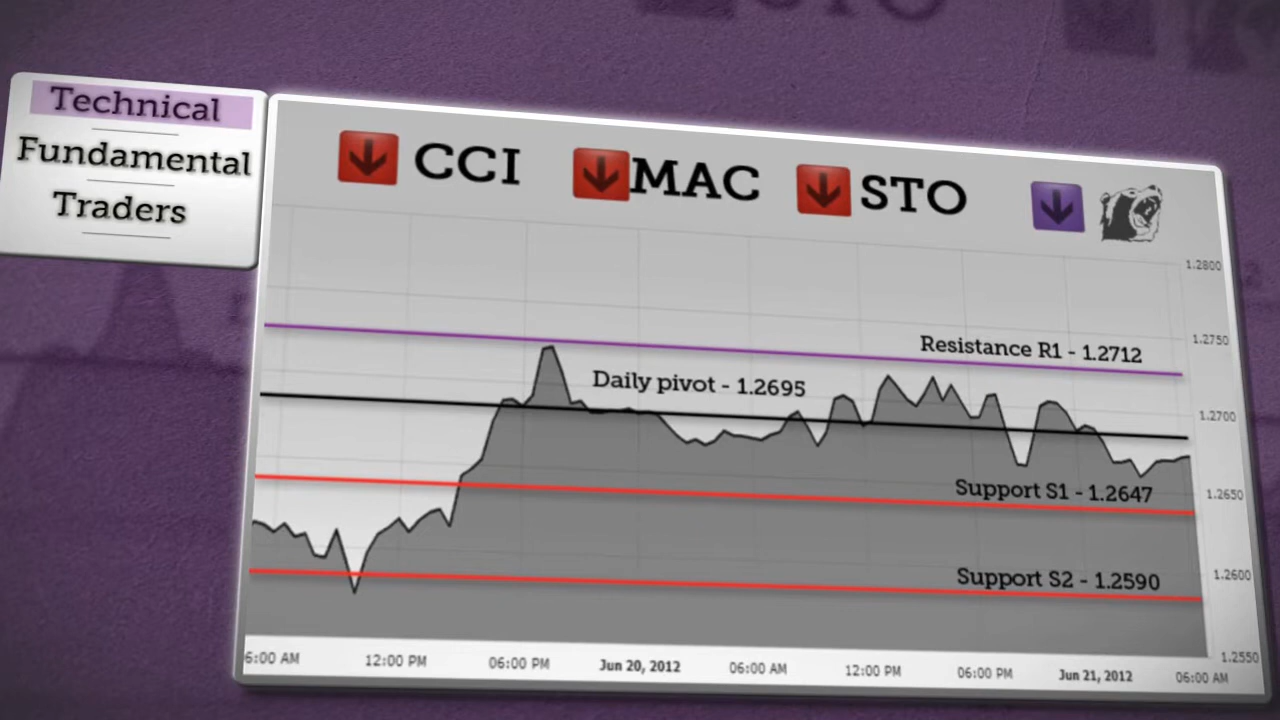 Technical
Fundamental
Traders
CCI
MAC
STO
1.2800
1.2750
Resistance R1 - 1.2712
Daily pivot - 1.2695
1.2700
Support S1 - 1.2647
1.2650
Support S2 - 1.2590
1.2600
1.2550
6:00 AM 12:00 PM 06:00 PM Jun 20, 2012 06:00 AM 12:00 PM 06:00 PM Jun 21, 2012 06:00 AM